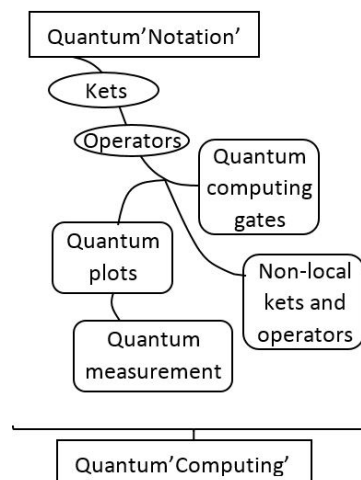 Quantum'Notation'
Kets
Operators
Quantum
computing
gates
Quantum
plots
Non-local
kets and
operators
Quantum
measurement
Quantum'Computing'